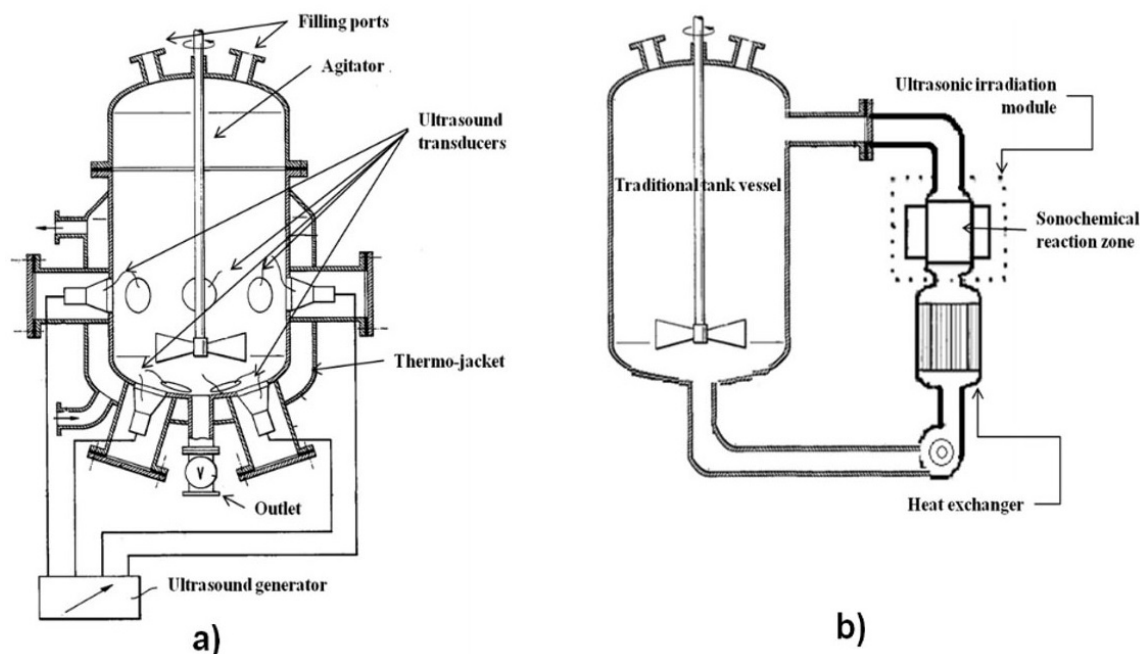 Filling ports
Agitator
Ultrasound
transducers
Thermo-jacket
V
Outlet
Ultrasound generator
a)
Ultrasonic irradiation
module
Traditional tank vessel
Sonochemical
reaction zone
Heat exchanger
b)